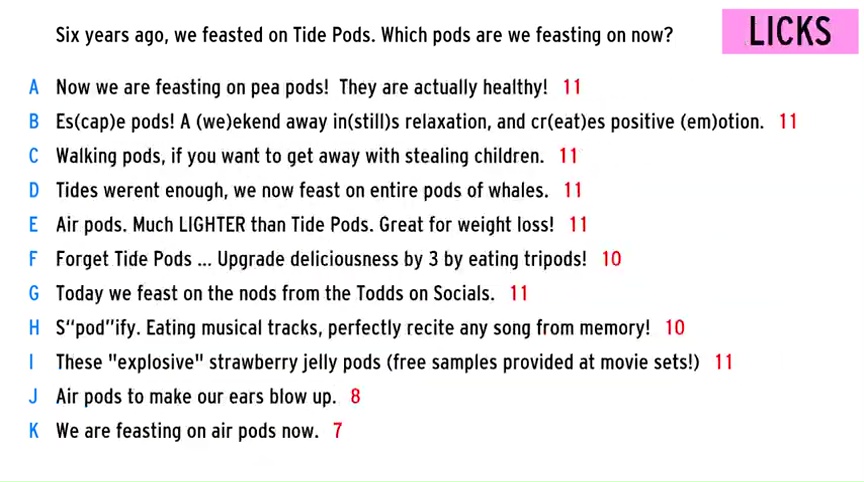 Six years ago, we feasted on Tide Pods. Which pods are we feasting on now?
LICKS
A Now we are feasting on pea pods! They are actually healthy! 11
B Es(cap)e pods! A (we)ekend away in(still)s relaxation, and cr(eat)es positive (em)otion. 11
C Walking pods, if you want to get away with stealing children. 11
D Tides werent enough, we now feast on entire pods of whales. 11
E Air pods. Much LIGHTER than Tide Pods. Great for weight loss! 11
F Forget Tide Pods ... Upgrade deliciousness by 3 by eating tripods! 10
G Today we feast on the nods from the Todds on Socials. 11
H S“pod”ify. Eating musical tracks, perfectly recite any song from memory! 10
I These "explosive" strawberry jelly pods (free samples provided at movie sets!) 11
J Air pods to make our ears blow up. 8
K We are feasting on air pods now. 7